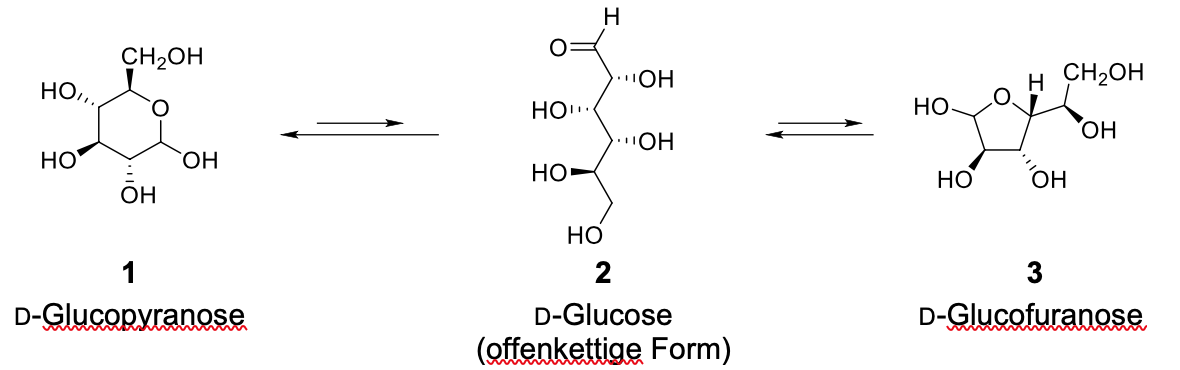 CH2OH
HO
O
HO
OH
OH
1
D-Glucopyranose
H
O
OH
HO
OH
HO
HO
2
D-Glucose
(offenkettige Form)
H
CH2OH
HO
O
OH
HO
OH
3
D-Glucofuranose